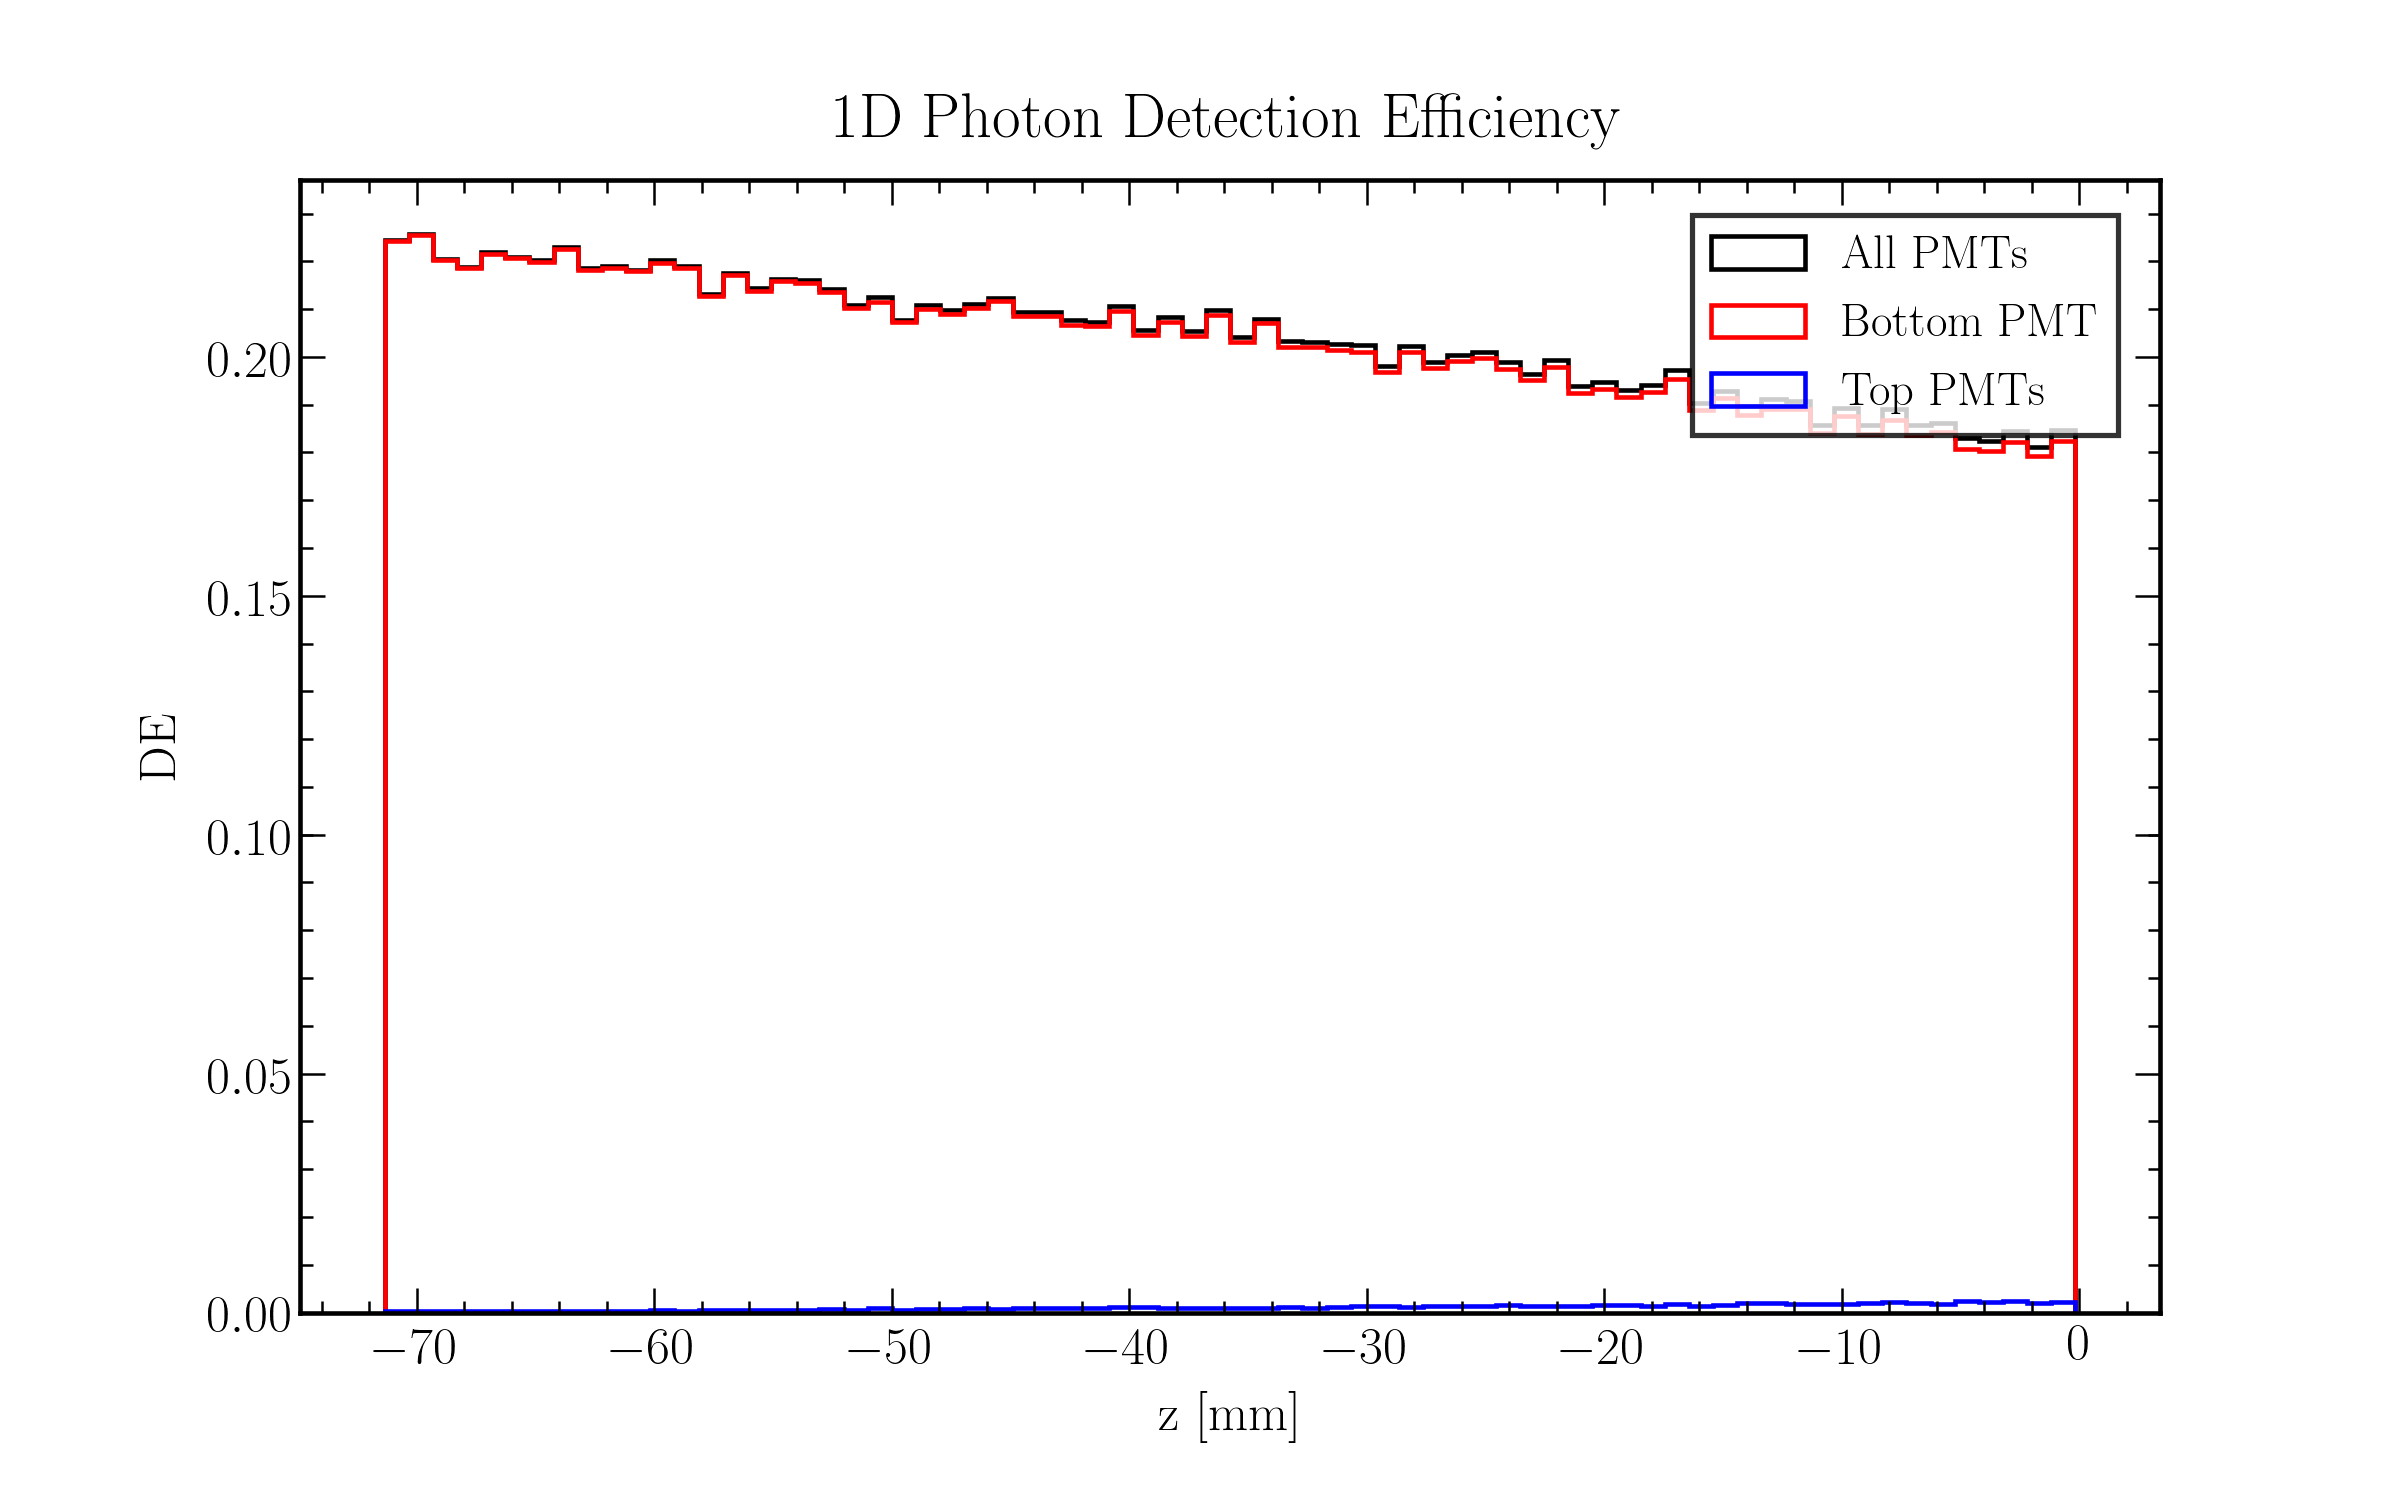 1D Photon Detection Efficiency
All PMTs
Bottom PMT
Top PMTs
DE
0.20
0.15
0.10
0.05
0.00
−70 −60 −50 −40 −30 −20 −10 0
z [mm]